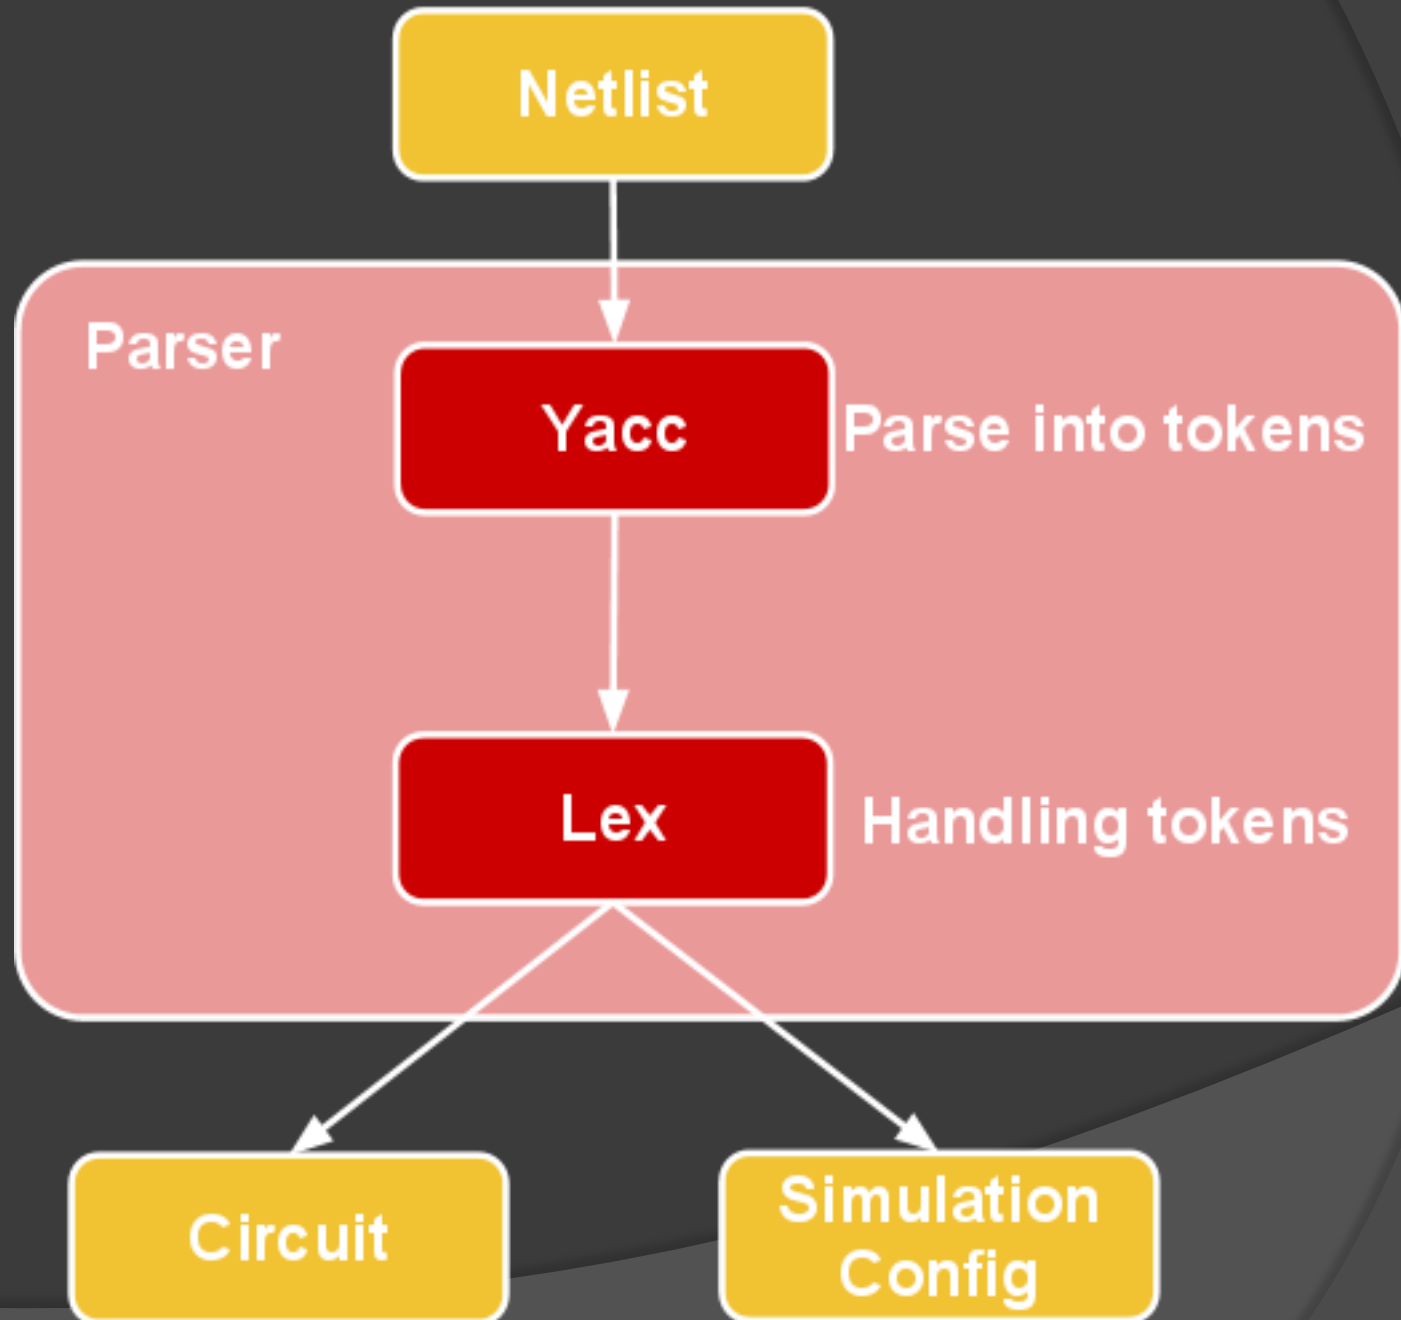 Netlist
Parser
Yacc
Parse into tokens
Lex
Handling tokens
Circuit
Simulation
Config